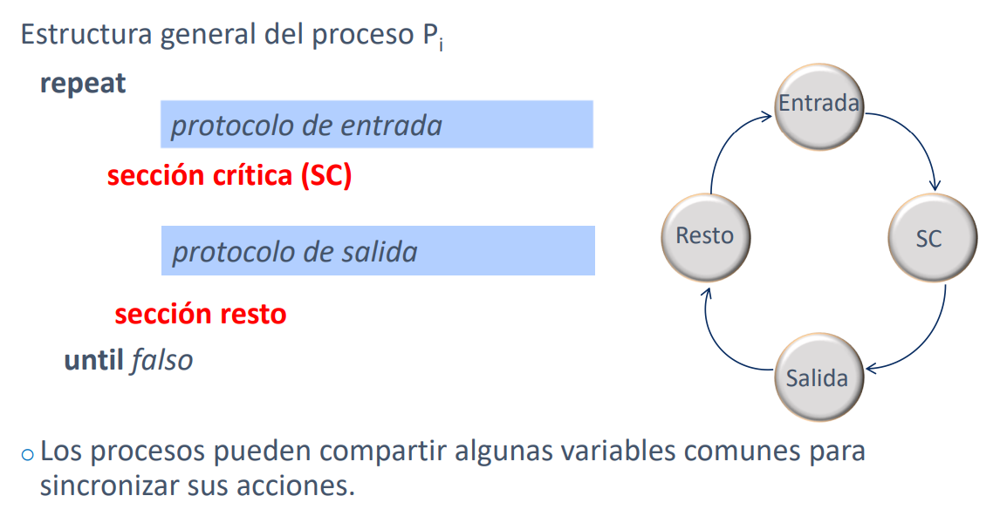 Estructura general del proceso Pi
repeat
protocolo de entrada
sección crítica (SC)
protocolo de salida
sección resto
until falso
Entrada
Resto
SC
Salida
Los procesos pueden compartir algunas variables comunes para
sincronizar sus acciones.